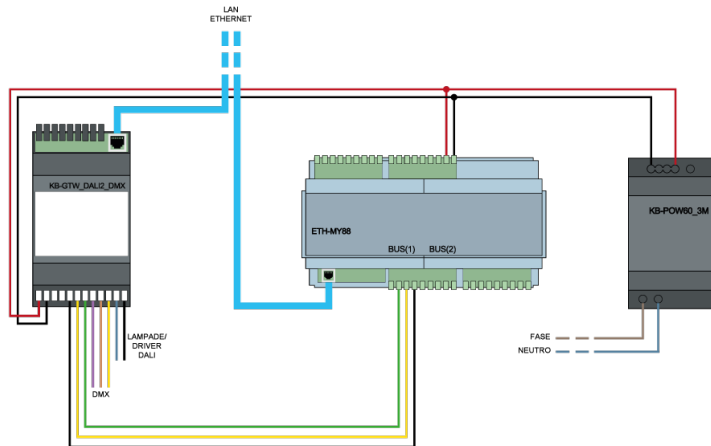 LAN
ETHERNET
KB-GTW_DALI2_DMX
KB-POW60_3M
ETH-MY88
BUS(1) BUS(2)
FASE
NEUTRO
LAMPADE/
DRIVER
DALI
DMX